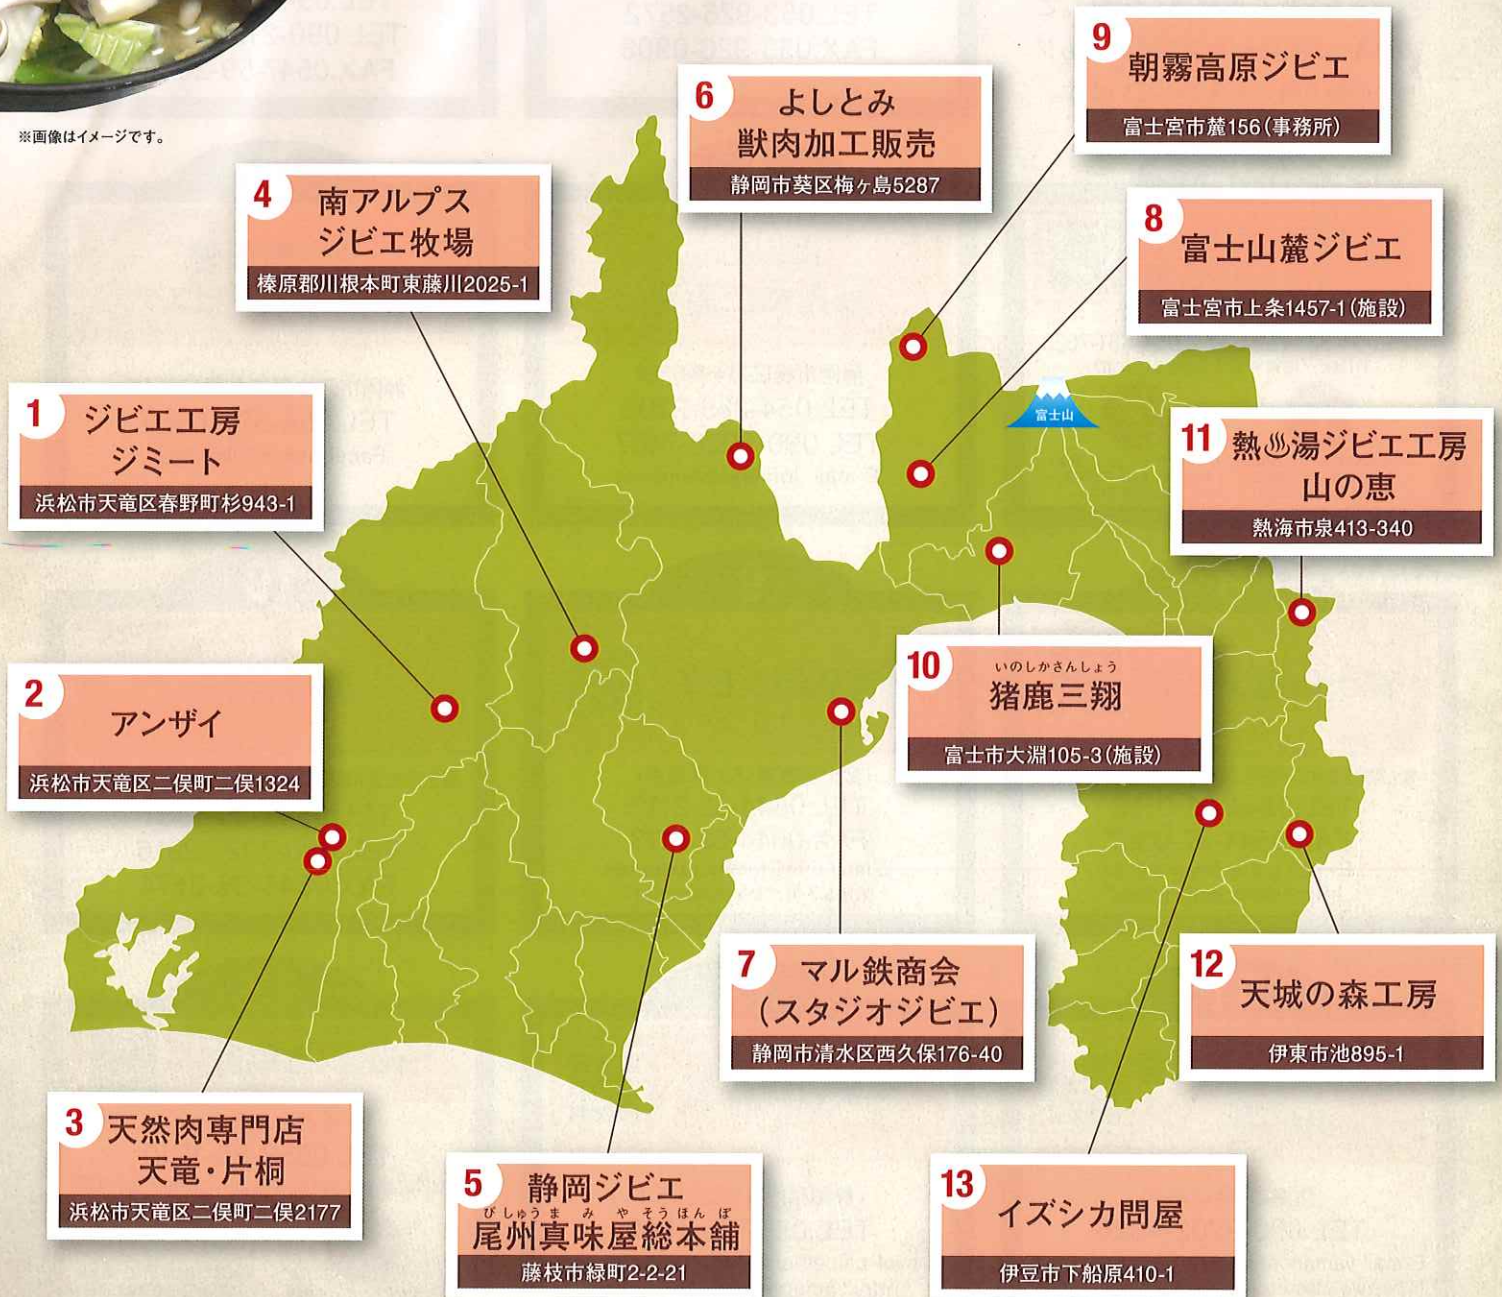 ※画像はイメージです。
1
ジビエ工房
ジミート
浜松市天竜区春野町杉943-1
2
アンザイ
浜松市天竜区二俣町二俣1324
3
天然肉専門店
天竜・片桐
浜松市天竜区二俣町二俣2177
4
南アルプス
ジビエ牧場
榛原郡川根本町東藤川2025-1
5
静岡ジビエ
びしゅうまみやそうほんぽ
尾州真味屋総本舗
藤枝市緑町2-2-21
6
よしとみ
獣肉加工販売
静岡市葵区梅ヶ島5287
7
マル鉄商会
(スタジオジビエ)
静岡市清水区西久保176-40
8
富士山麓ジビエ
富士宮市上条1457-1(施設)
9
朝霧高原ジビエ
富士宮市麓156(事務所)
富士山
10
いのしかさんしょう
猪鹿三翔
富士市大淵105-3(施設)
11
熱♨湯ジビエ工房
山の恵
熱海市泉413-340
12
天城の森工房
伊東市池895-1
13
イズシカ問屋
伊豆市下船原410-1